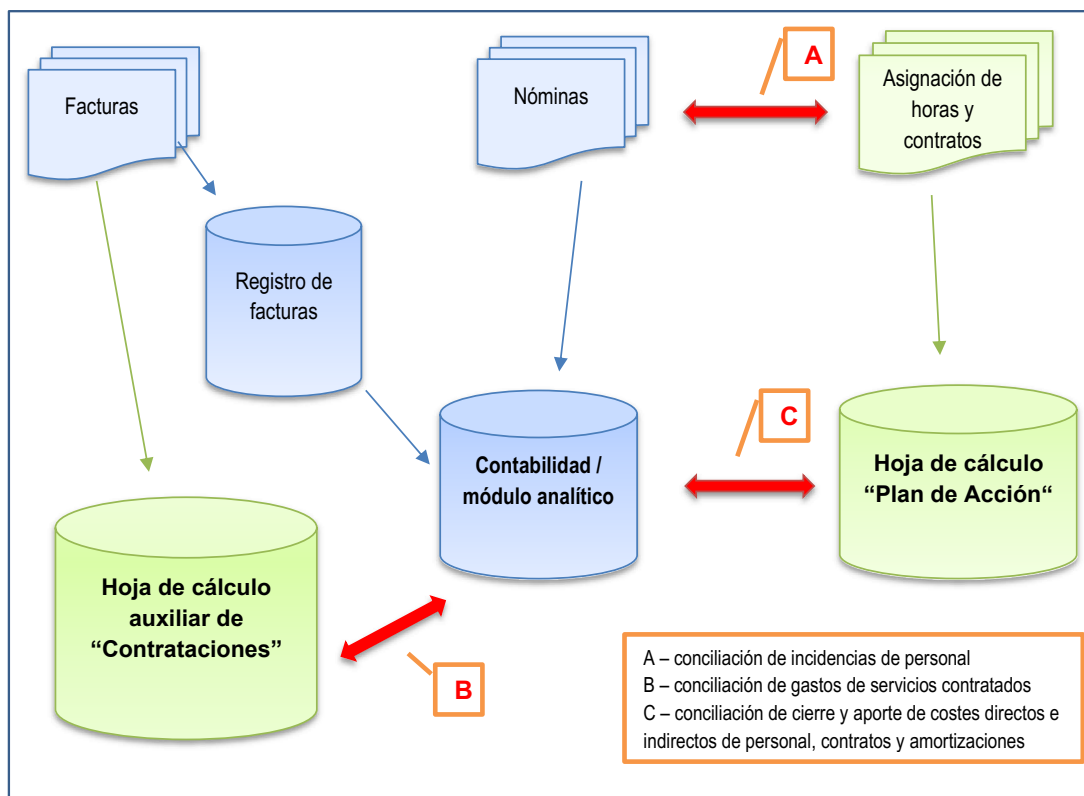 Facturas
Nóminas
A
Asignación de
horas y
contratos
Registro de
facturas
Contabilidad /
módulo analítico
C
Hoja de cálculo
“Plan de Acción“
Hoja de cálculo
auxiliar de
“Contrataciones”
B
A – conciliación de incidencias de personal
B – conciliación de gastos de servicios contratados
C – conciliación de cierre y aporte de costes directos e
indirectos de personal, contratos y amortizaciones